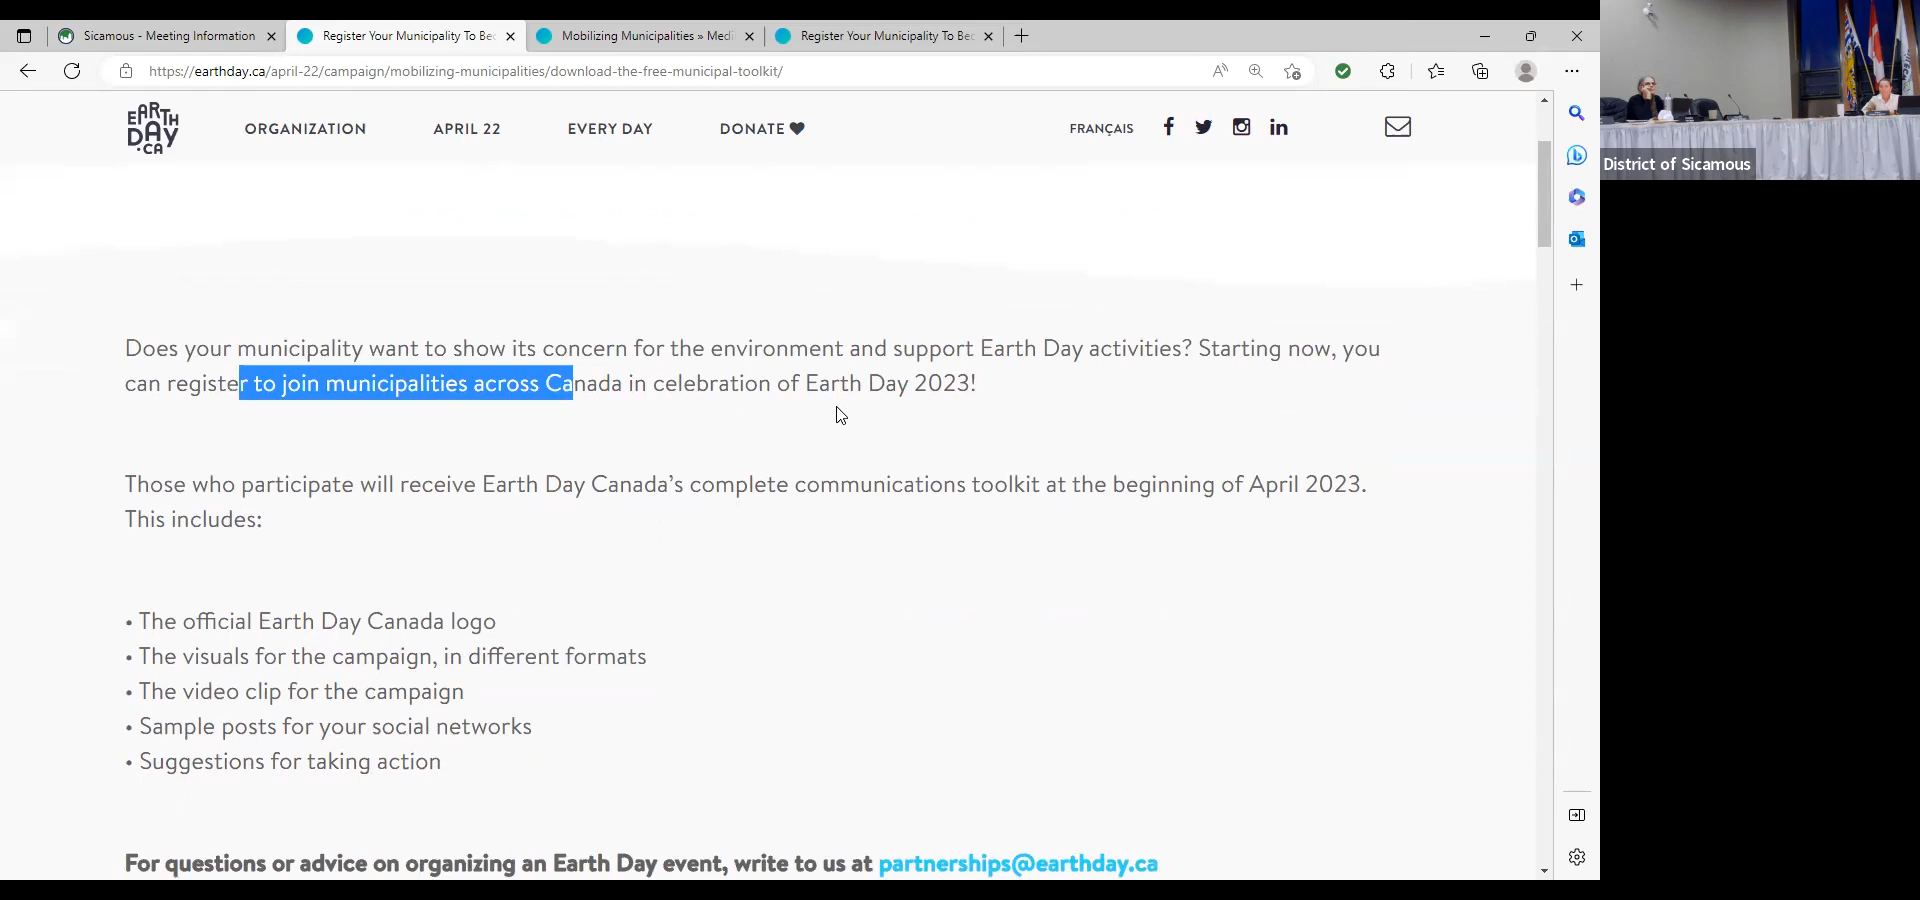 Sicamous - Meeting Information
Register Your Municipality To Bec
Mobilizing Municipalities » Medi
Register Your Municipality To Bec
https://earthday.ca/april-22/campaign/mobilizing-municipalities/download-the-free-municipal-toolkit/
EARTH
DAY
.CA
ORGANIZATION
APRIL 22
EVERY DAY
DONATE
FRANÇAIS
District of Sicamous
Does your municipality want to show its concern for the environment and support Earth Day activities? Starting now, you
can register to join municipalities across Canada in celebration of Earth Day 2023!
Those who participate will receive Earth Day Canada’s complete communications toolkit at the beginning of April 2023.
This includes:
• The official Earth Day Canada logo
• The visuals for the campaign, in different formats
• The video clip for the campaign
• Sample posts for your social networks
• Suggestions for taking action
For questions or advice on organizing an Earth Day event, write to us at partnerships@earthday.ca